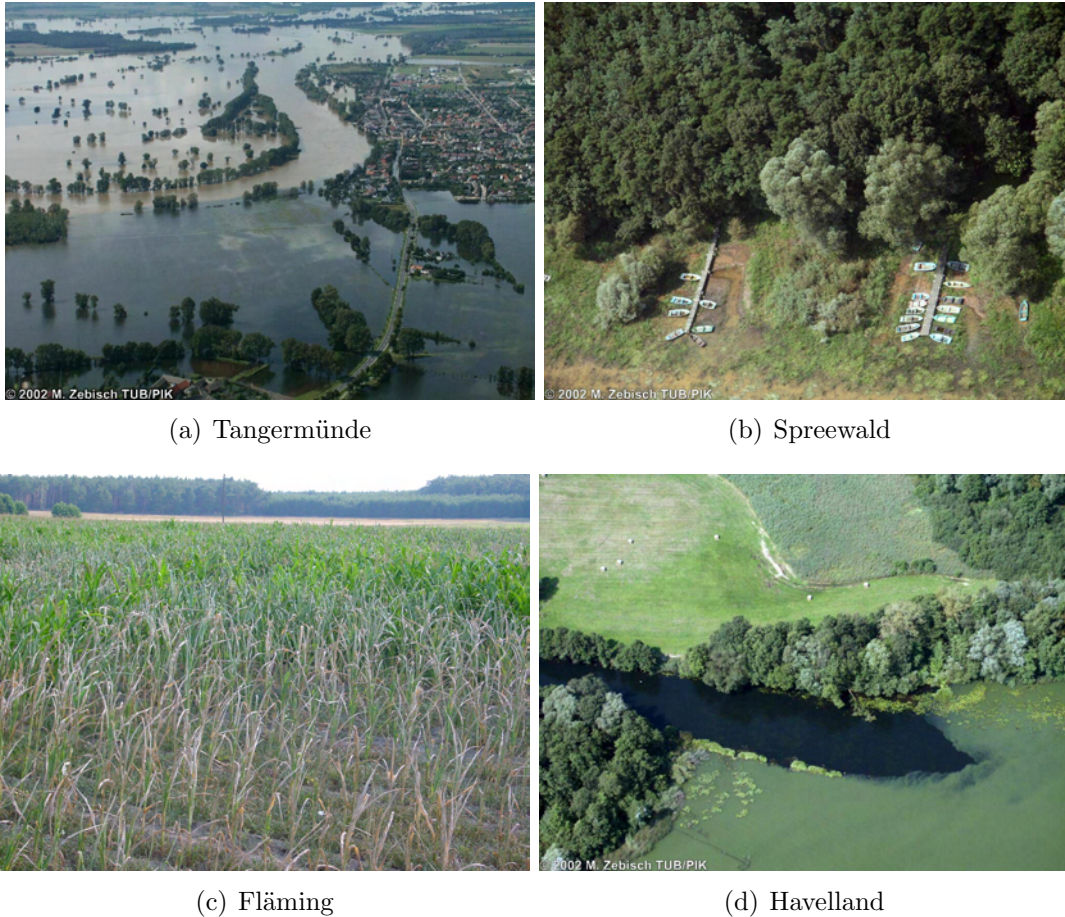 © 2002 M. Zebisch TUB/PIK
© 2002 M. Zebisch TUB/PIK
(a) Tangermünde
(b) Spreewald
© 2002 M. Zebisch TUB/PIK
(c) Fläming
(d) Havelland